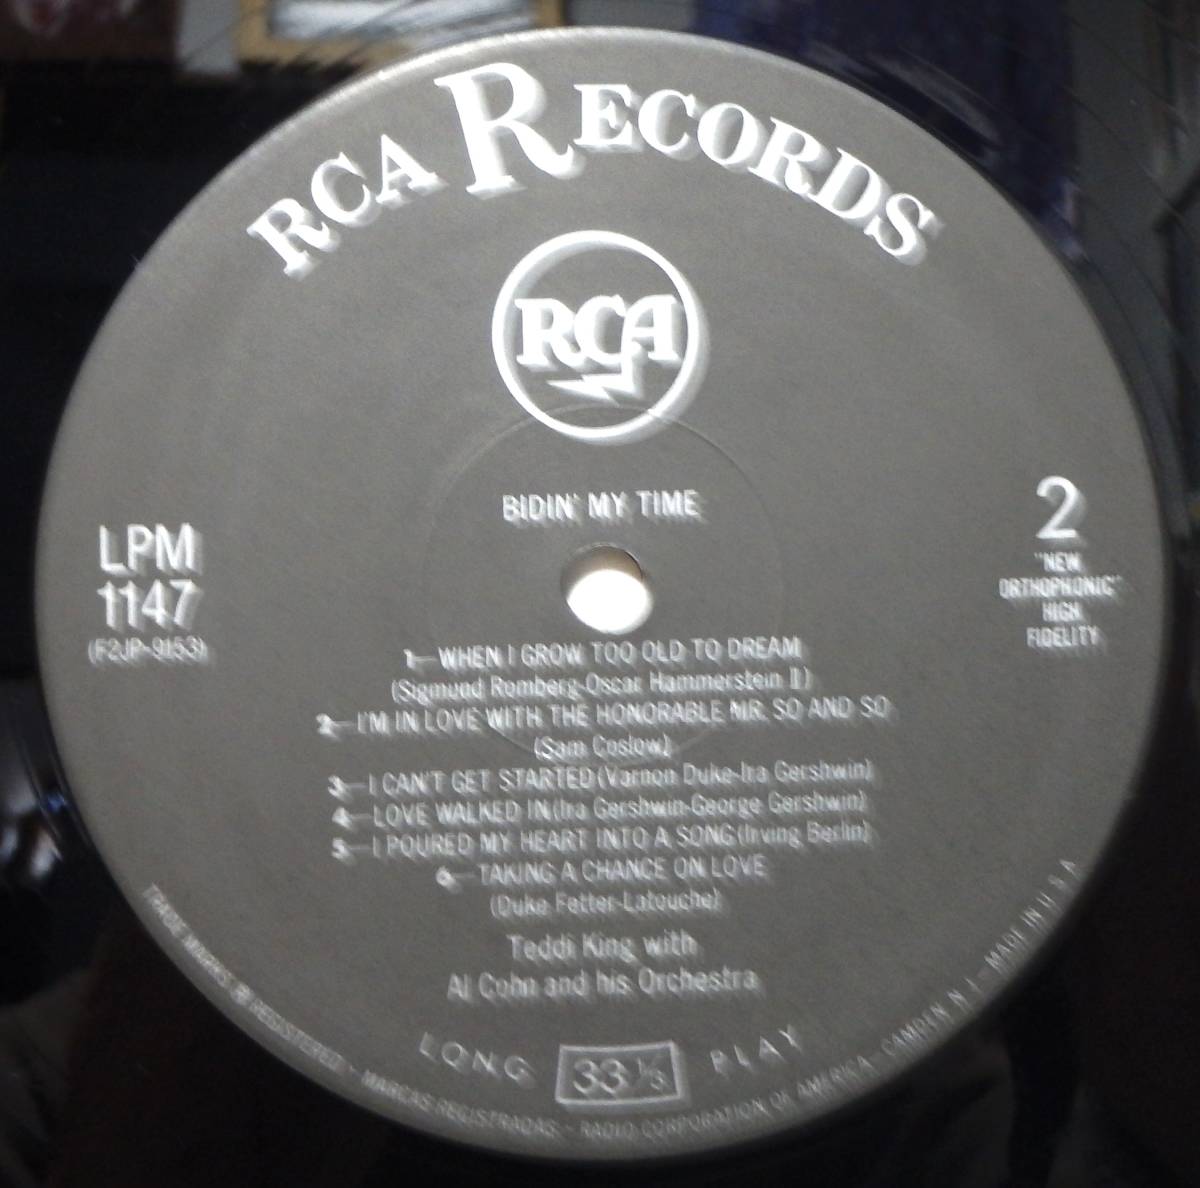 RCA RECORDS
RCA
BIDIN' MY TIME
LPM
1147
(F2JP-9153)
2
"NEW
ORTHOPHONIC"
HIGH
FIDELITY
1—WHEN I GROW TOO OLD TO DREAM
(Sigmund Romberg-Oscar Hammerstein II)
2—I'M IN LOVE WITH THE HONORABLE MR. SO AND SO
(Sam Coslow)
3—I CAN'T GET STARTED (Varnon Duke-Ira Gershwin)
4—LOVE WALKED IN (Ira Gershwin-George Gershwin)
5—I POURED MY HEART INTO A SONG (Irving Berlin)
6—TAKING A CHANCE ON LOVE
(Duke Fetter-Latouche)
Teddi King with
Al Cohn and his Orchestra
LONG 33⅓ PLAY
TRADE MARKS ® REGISTERED - MARCAS REGISTRADAS - RADIO CORPORATION OF AMERICA - CAMDEN, N. J. - MADE IN U.S.A.